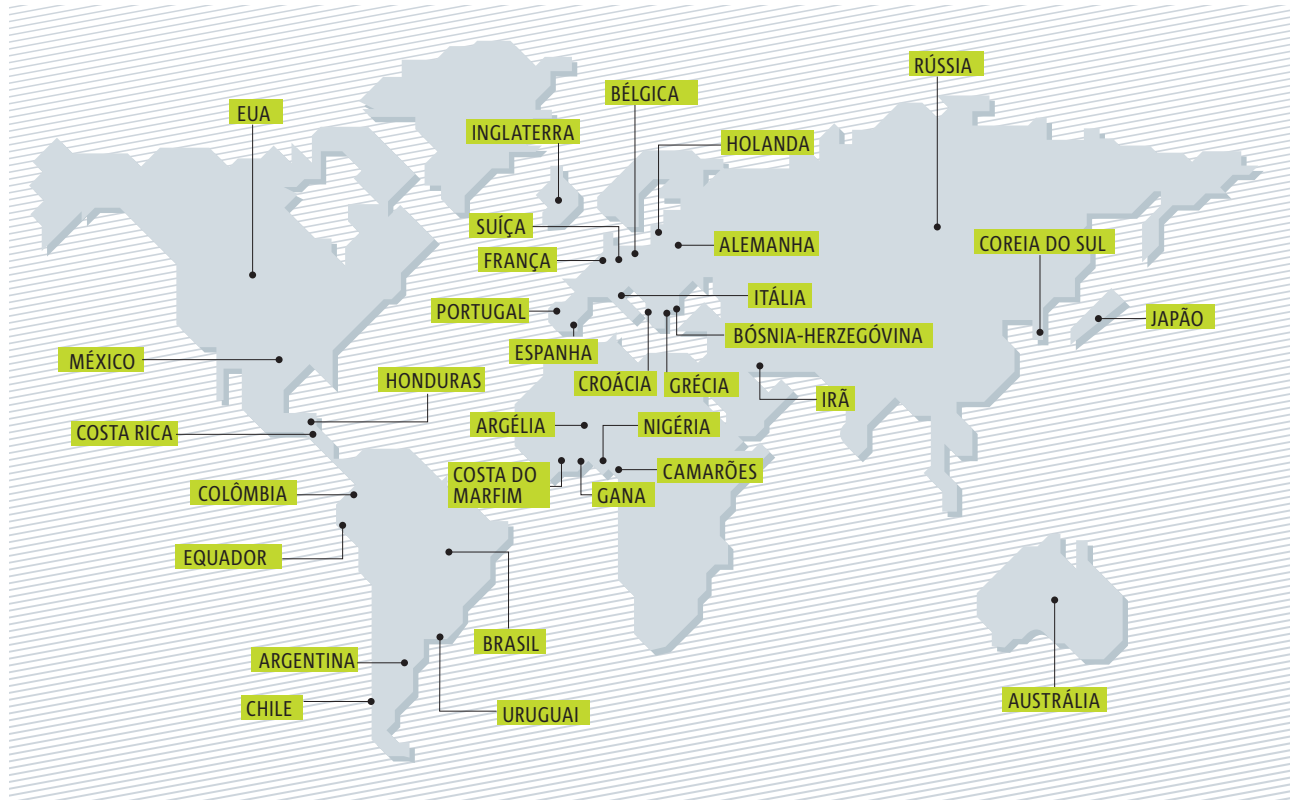 RÚSSIA
BÉLGICA
EUA
INGLATERRA
HOLANDA
SUÍÇA
ALEMANHA
COREIA DO SUL
FRANÇA
ITÁLIA
PORTUGAL
JAPÃO
BÓSNIA-HERZEGÓVINA
ESPANHA
MÉXICO
HONDURAS
CROÁCIA
GRÉCIA
IRÃ
COSTA RICA
ARGÉLIA
NIGÉRIA
COSTA DO
MARFIM
CAMARÕES
COLÔMBIA
GANA
EQUADOR
BRASIL
ARGENTINA
CHILE
URUGUAI
AUSTRÁLIA